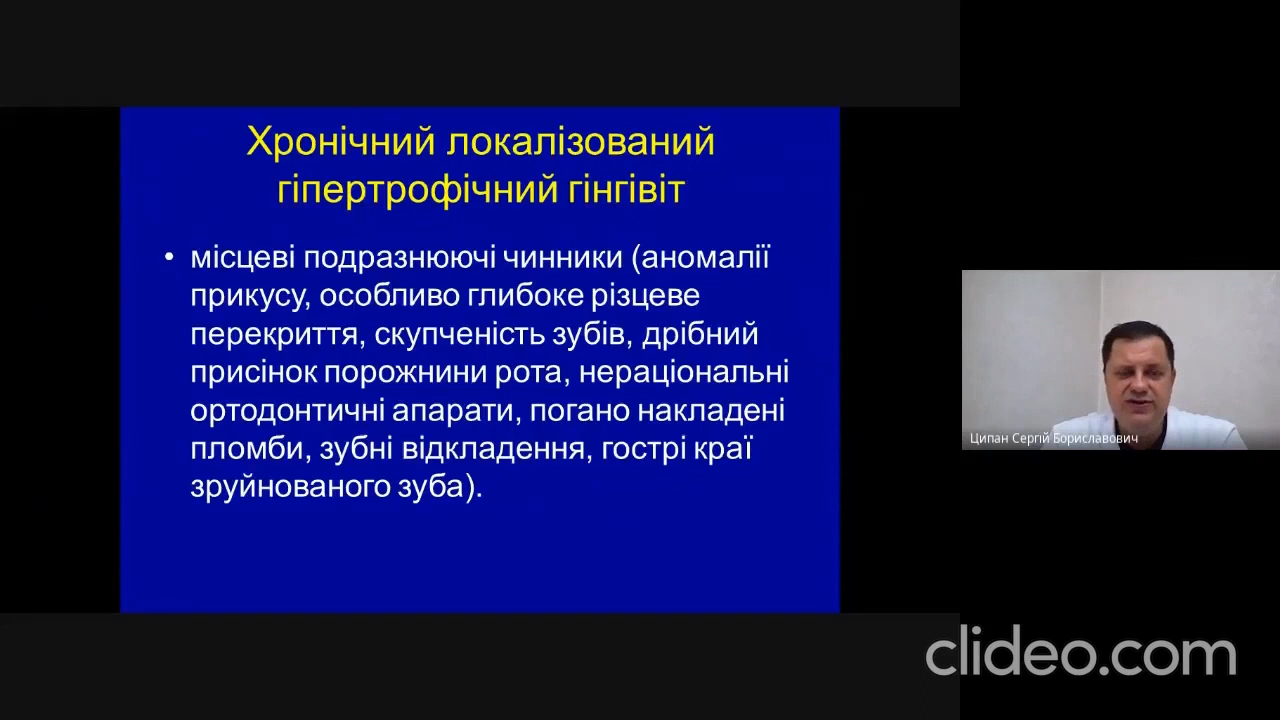 Хронічний локалізований
гіпертрофічний гінгівіт
• місцеві подразнюючі чинники (аномалії
прикусу, особливо глибоке різцеве
перекриття, скупченість зубів, дрібний
присінок порожнини рота, нераціональні
ортодонтичні апарати, погано накладені
пломби, зубні відкладення, гострі краї
зруйнованого зуба).
Ципан Сергій Бориславович
clideo.com